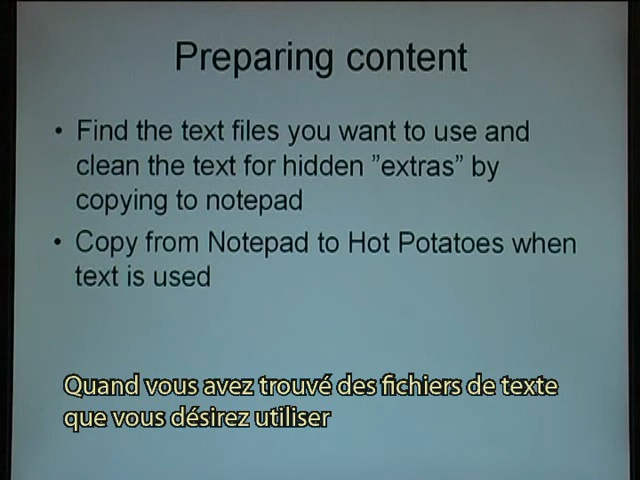 Preparing content
• Find the text files you want to use and
clean the text for hidden ”extras” by
copying to notepad
• Copy from Notepad to Hot Potatoes when
text is used
Quand vous avez trouvé des fichiers de texte
que vous désirez utiliser